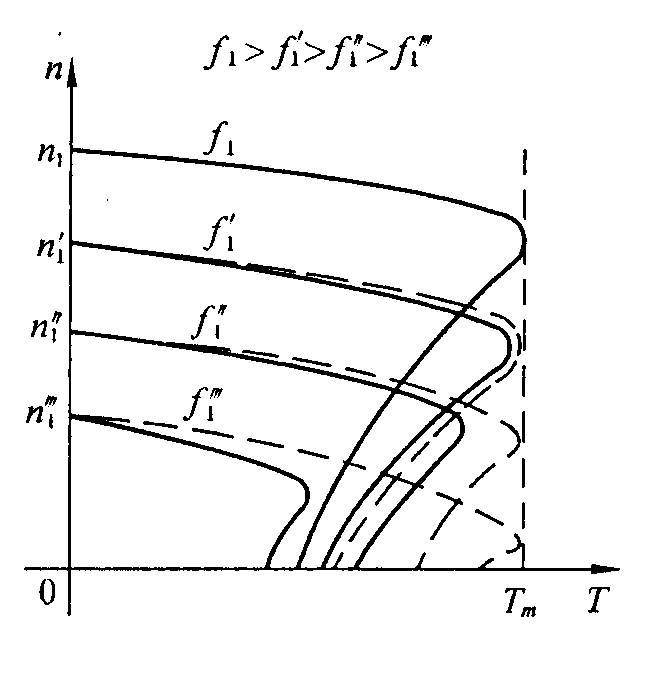 f₁ > f₁′ > f₁″ > f₁‴
n
n₁ f₁
n₁′ f₁′
n₁″ f₁″
n₁‴ f₁‴
0 Tₘ T